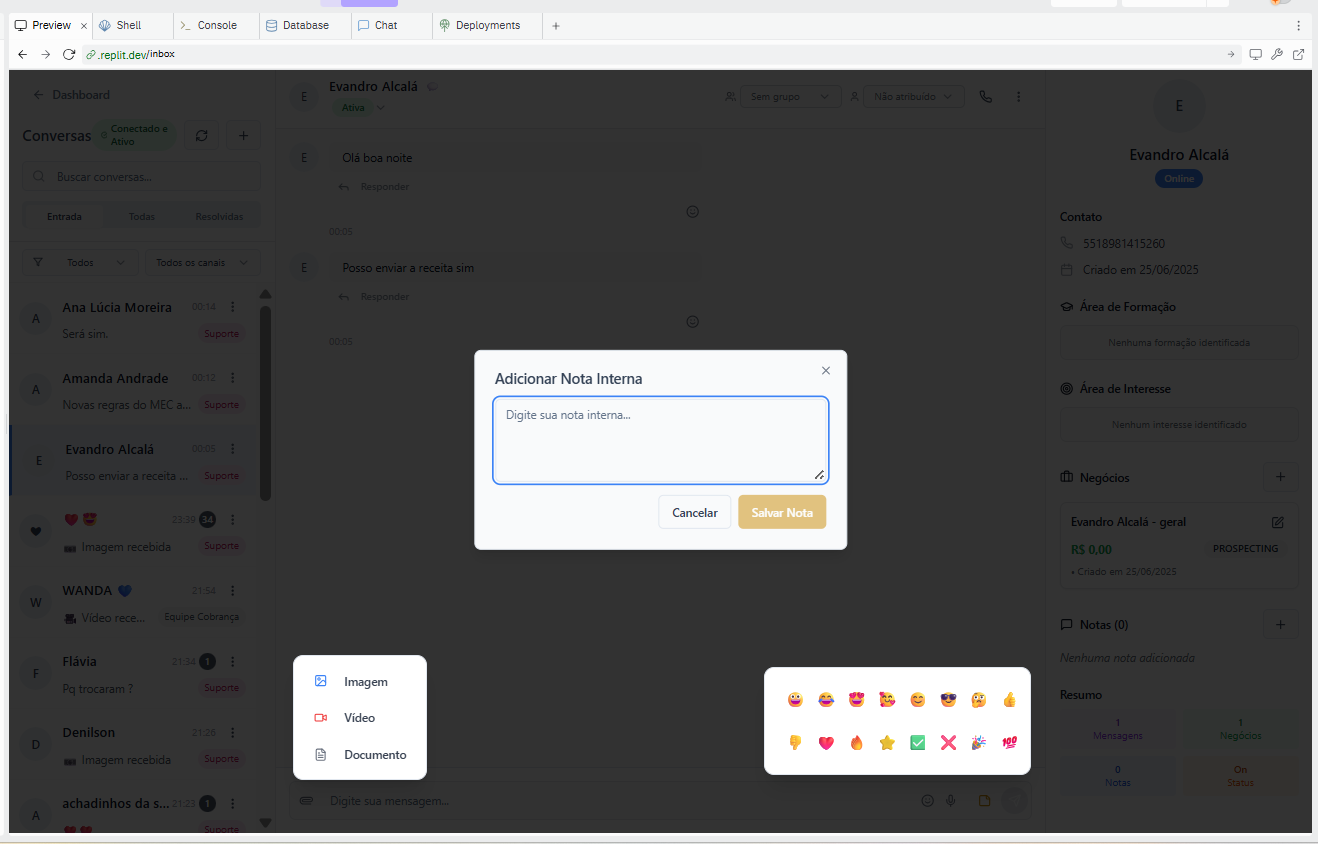 Preview
Shell
Console
Database
Chat
Deployments
.replit.dev/inbox
Dashboard
Conversas
Conectado e
Ativo
Buscar conversas...
Entrada
Todas
Resolvidas
Todos
Todos os canais
Ana Lúcia Moreira
00:14
Será sim.
Suporte
Amanda Andrade
00:12
Novas regras do MEC a...
Suporte
Evandro Alcalá
00:05
Posso enviar a receita ...
Suporte
23:59
34
Imagem recebida
Suporte
WANDA
21:54
Vídeo rece...
Equipe Cobrança
Flávia
21:34
1
Pq trocaram ?
Suporte
Denilson
21:26
Imagem recebida
Suporte
achadinhos da s...
21:23
1
Suporte
E
Evandro Alcalá
Ativa
Sem grupo
Não atribuído
E
Olá boa noite
Responder
00:05
E
Posso enviar a receita sim
Responder
00:05
Adicionar Nota Interna
Digite sua nota interna...
Cancelar
Salvar Nota
Imagem
Vídeo
Documento
Digite sua mensagem...
E
Evandro Alcalá
Online
Contato
5518981415260
Criado em 25/06/2025
Área de Formação
Nenhuma formação identificada
Área de Interesse
Nenhum interesse identificado
Negócios
Evandro Alcalá - geral
R$ 0,00
PROSPECTING
• Criado em 25/06/2025
Notas (0)
Nenhuma nota adicionada
Resumo
1
Mensagens
1
Negócios
0
Notas
On
Status
A
A
E
W
F
D
A